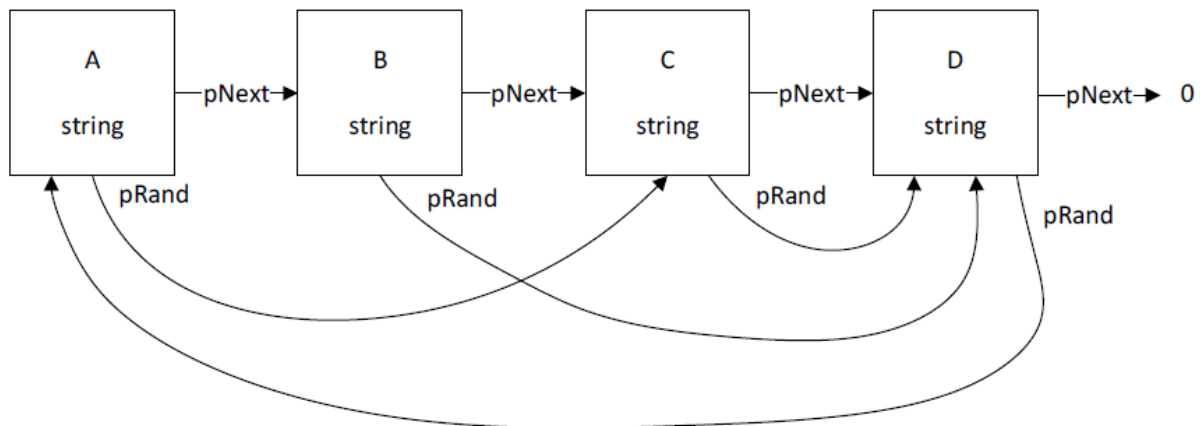 A
B
C
D
pNext
pNext
pNext
pNext
0
string
string
string
string
pRand
pRand
pRand
pRand